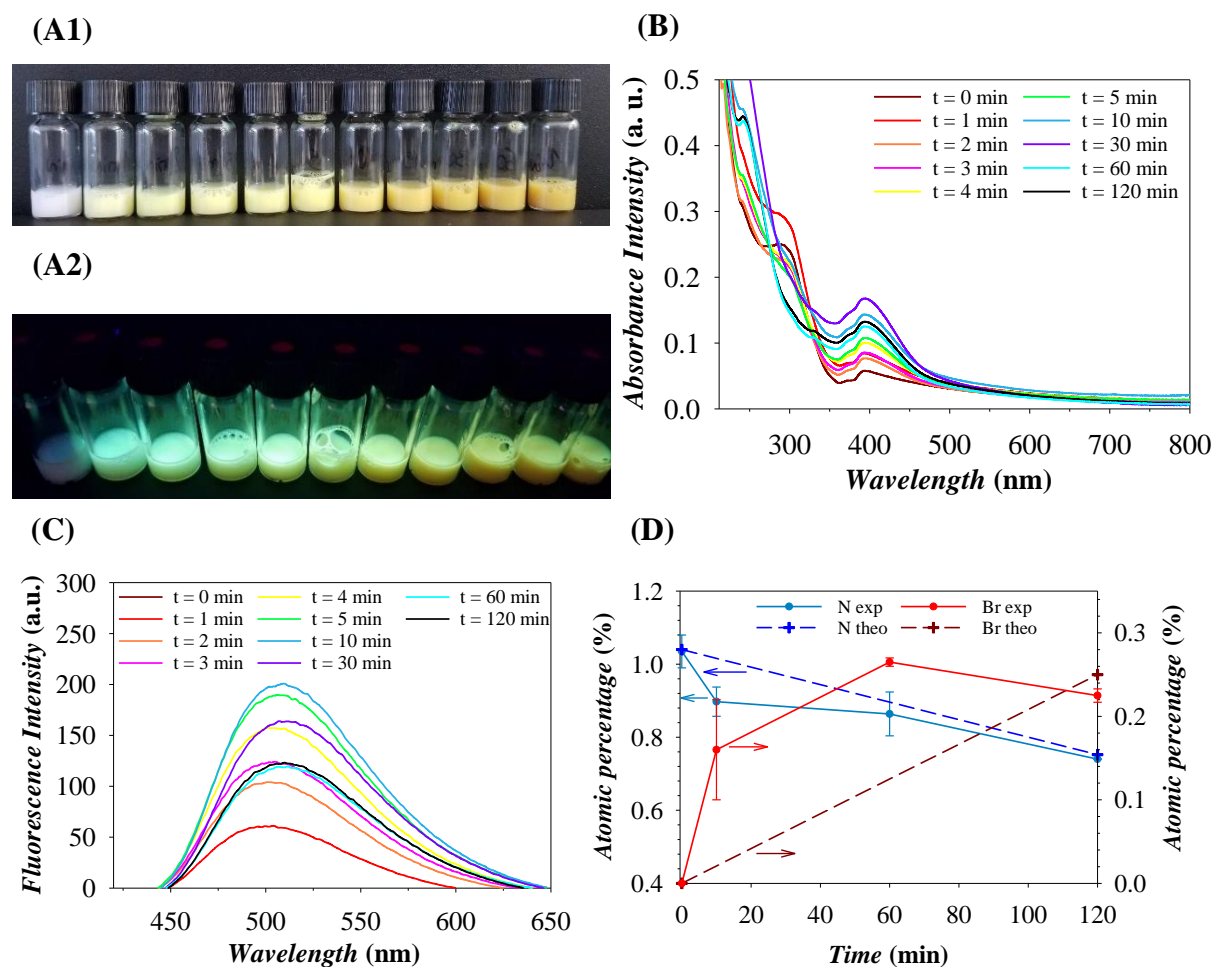 (A1)
(A2)
(B)
0.5
0.4
0.3
0.2
0.1
0.0
Absorbance Intensity (a. u.)
t = 0 min
t = 1 min
t = 2 min
t = 3 min
t = 4 min
t = 5 min
t = 10 min
t = 30 min
t = 60 min
t = 120 min
300 400 500 600 700 800
Wavelength (nm)
(C)
300
250
200
150
100
50
0
Fluorescence Intensity (a.u.)
t = 0 min
t = 1 min
t = 2 min
t = 3 min
t = 4 min
t = 5 min
t = 10 min
t = 30 min
t = 60 min
t = 120 min
450 500 550 600 650
Wavelength (nm)
(D)
1.2
1.0
0.8
0.6
0.4
Atomic percentage (%)
N exp
N theo
Br exp
Br theo
0.3
0.2
0.1
0.0
Atomic percentage (%)
0 20 40 60 80 100 120
Time (min)